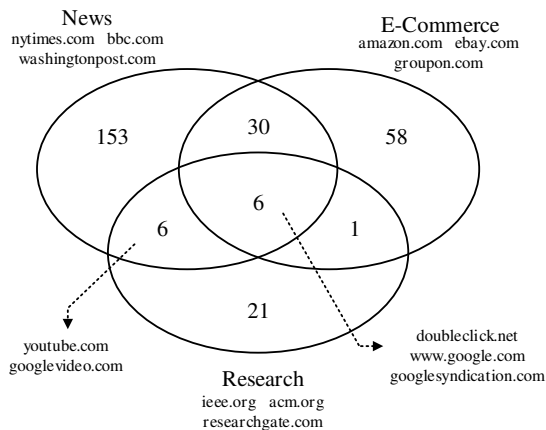 News
nytimes.com bbc.com
washingtonpost.com
E-Commerce
amazon.com ebay.com
groupon.com
153
30
58
6
6
1
21
youtube.com
googlevideo.com
doubleclick.net
www.google.com
googlesyndication.com
Research
ieee.org acm.org
researchgate.com